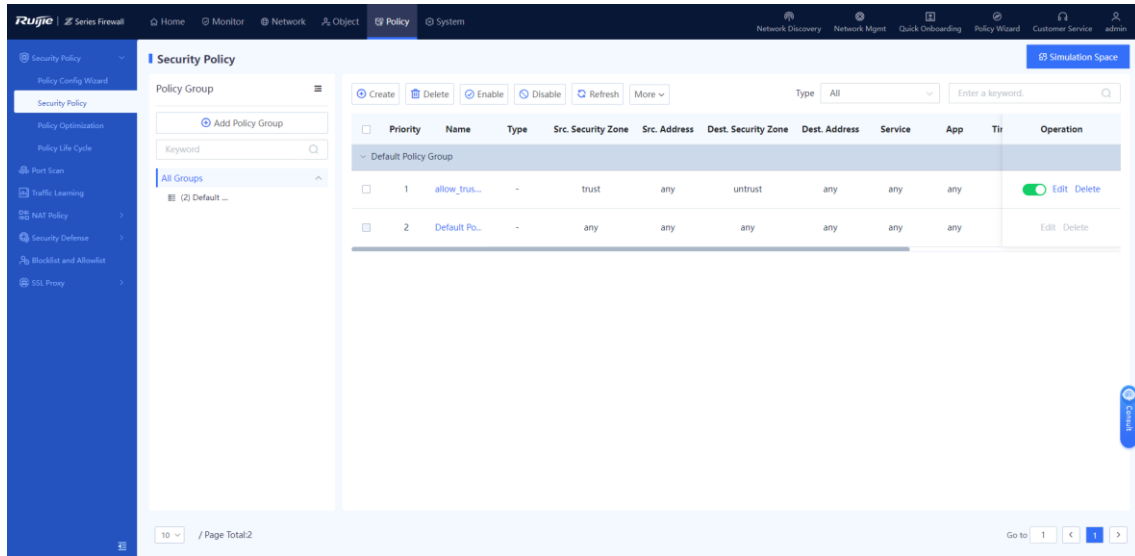 Ruijie | Z Series Firewall Home Monitor Network Object Policy System Network Discovery Network Mgmt Quick Onboarding Policy Wizard Customer Service admin
Security Policy
Policy Config Wizard
Security Policy
Policy Optimization
Policy Life Cycle
Port Scan
Traffic Learning
NAT Policy
Security Defense
Blocklist and Allowlist
SSL Proxy
Security Policy
Simulation Space
Policy Group
Add Policy Group
Keyword
All Groups
(2) Default ...
Create Delete Enable Disable Refresh More Type All Enter a keyword.
Priority Name Type Src. Security Zone Src. Address Dest. Security Zone Dest. Address Service App Tir Operation
Default Policy Group
1 allow_trus... - trust any untrust any any any Edit Delete
2 Default Po... - any any any any any any Edit Delete
Consult
10 / Page Total:2 Go to 1 < 1 >